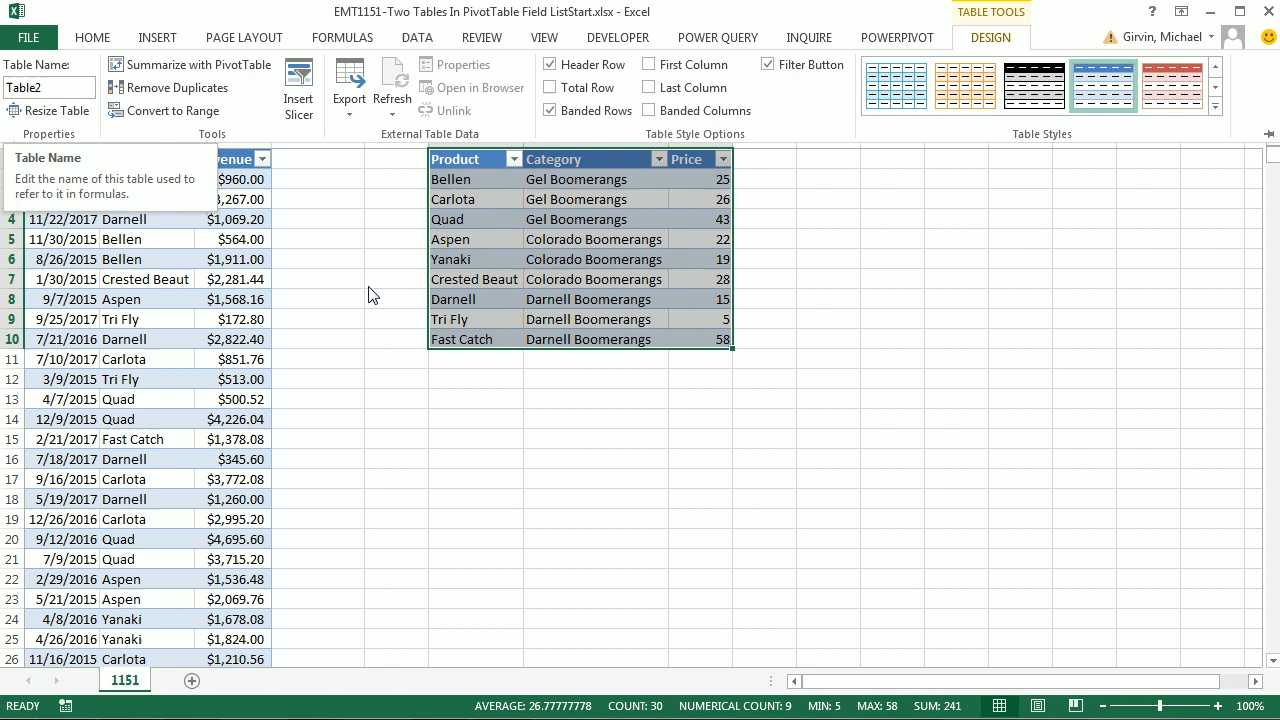 EMT1151-Two Tables In PivotTable Field ListStart.xlsx - Excel
TABLE TOOLS
?
FILE HOME INSERT PAGE LAYOUT FORMULAS DATA REVIEW VIEW DEVELOPER POWER QUERY INQUIRE POWERPIVOT DESIGN Girvin, Michael
Table Name:
Table2
Resize Table
Properties
Summarize with PivotTable
Remove Duplicates
Convert to Range
Insert
Slicer
Tools
Export
Refresh
Properties
Open in Browser
Unlink
External Table Data
Header Row
Total Row
Banded Rows
First Column
Last Column
Banded Columns
Filter Button
Table Style Options
Table Styles
Table Name
Edit the name of this table used to
refer to it in formulas.
venue Product Category Price
$960.00 Bellen Gel Boomerangs 25
,267.00 Carlota Gel Boomerangs 26
4 11/22/2017 Darnell $1,069.20 Quad Gel Boomerangs 43
5 11/30/2015 Bellen $564.00 Aspen Colorado Boomerangs 22
6 8/26/2015 Bellen $1,911.00 Yanaki Colorado Boomerangs 19
7 1/30/2015 Crested Beaut $2,281.44 Crested Beaut Colorado Boomerangs 28
8 9/7/2015 Aspen $1,568.16 Darnell Darnell Boomerangs 15
9 9/25/2017 Tri Fly $172.80 Tri Fly Darnell Boomerangs 5
10 7/21/2016 Darnell $2,822.40 Fast Catch Darnell Boomerangs 58
11 7/10/2017 Carlota $851.76
12 3/9/2015 Tri Fly $513.00
13 4/7/2015 Quad $500.52
14 12/9/2015 Quad $4,226.04
15 2/21/2017 Fast Catch $1,378.08
16 7/18/2017 Darnell $345.60
17 9/16/2015 Carlota $3,772.08
18 5/19/2017 Darnell $1,260.00
19 12/26/2016 Carlota $2,995.20
20 9/12/2016 Quad $4,695.60
21 7/9/2015 Quad $3,715.20
22 2/29/2016 Aspen $1,536.48
23 5/21/2015 Aspen $2,069.76
24 4/8/2016 Yanaki $1,678.08
25 4/26/2016 Yanaki $1,824.00
26 11/16/2015 Carlota $1,210.56
1151
READY AVERAGE: 26.77777778 COUNT: 30 NUMERICAL COUNT: 9 MIN: 5 MAX: 58 SUM: 241 100%